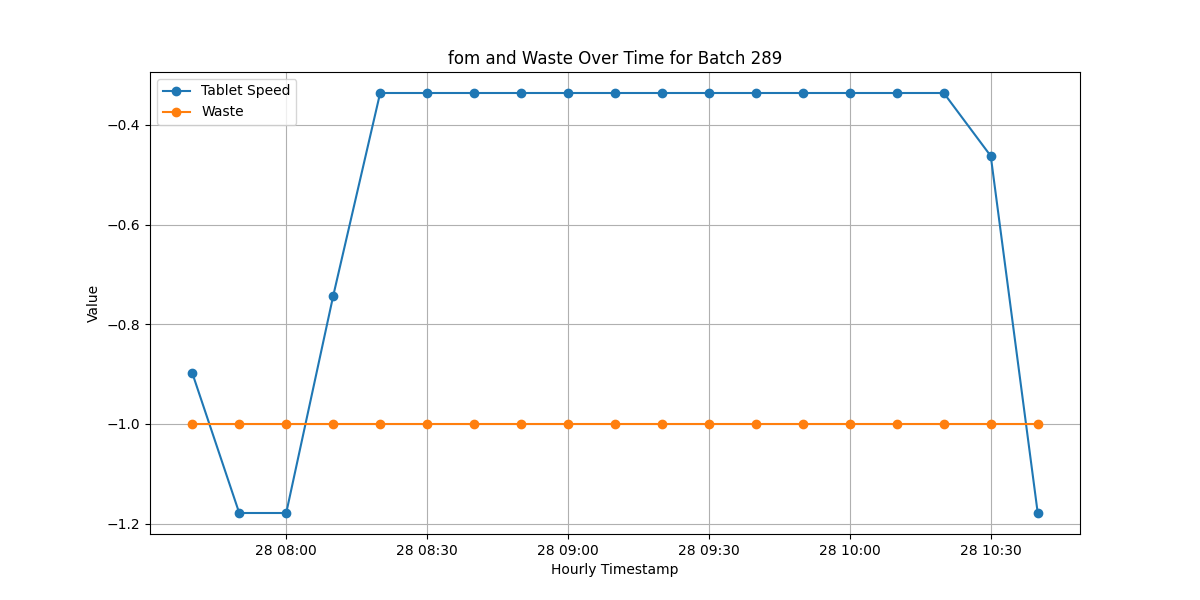 fom and Waste Over Time for Batch 289
Tablet Speed
Waste
Value
−0.4
−0.6
−0.8
−1.0
−1.2
28 08:00
28 08:30
28 09:00
28 09:30
28 10:00
28 10:30
Hourly Timestamp